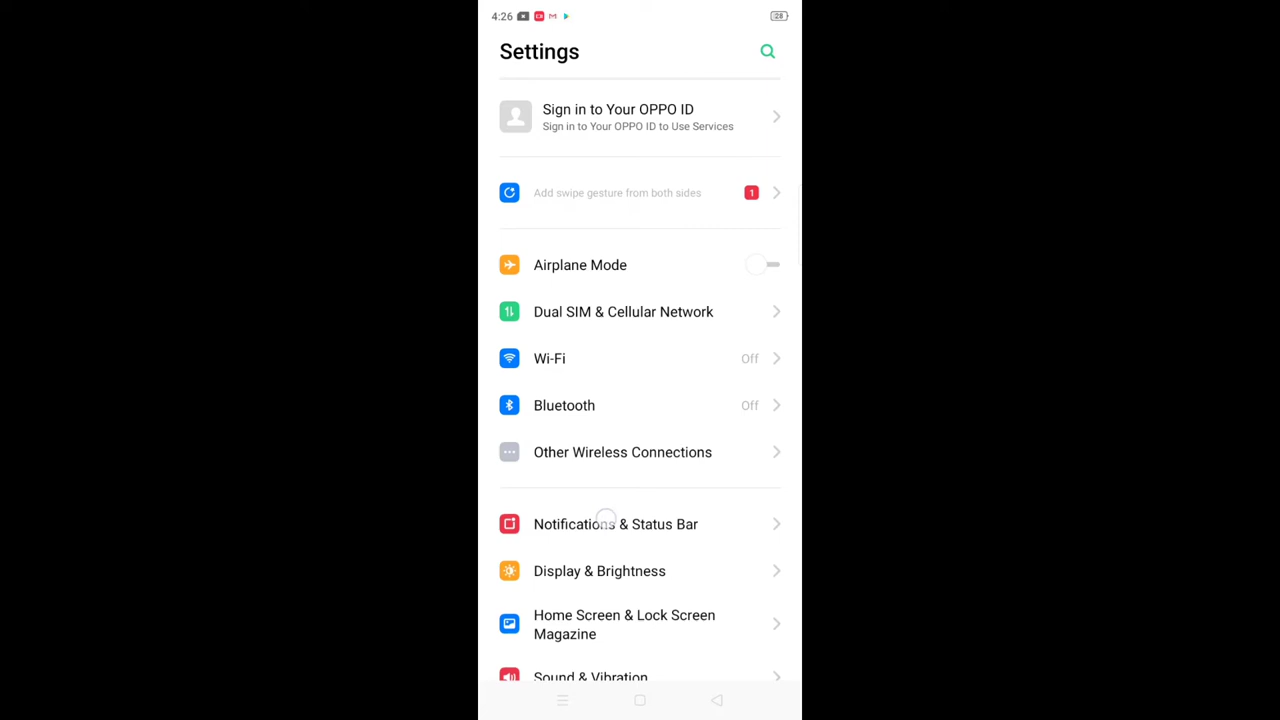 4:26
28
Settings
Sign in to Your OPPO ID
Sign in to Your OPPO ID to Use Services
Add swipe gesture from both sides
1
Airplane Mode
Dual SIM & Cellular Network
Wi-Fi
Off
Bluetooth
Off
Other Wireless Connections
Notifications & Status Bar
Display & Brightness
Home Screen & Lock Screen
Magazine
Sound & Vibration